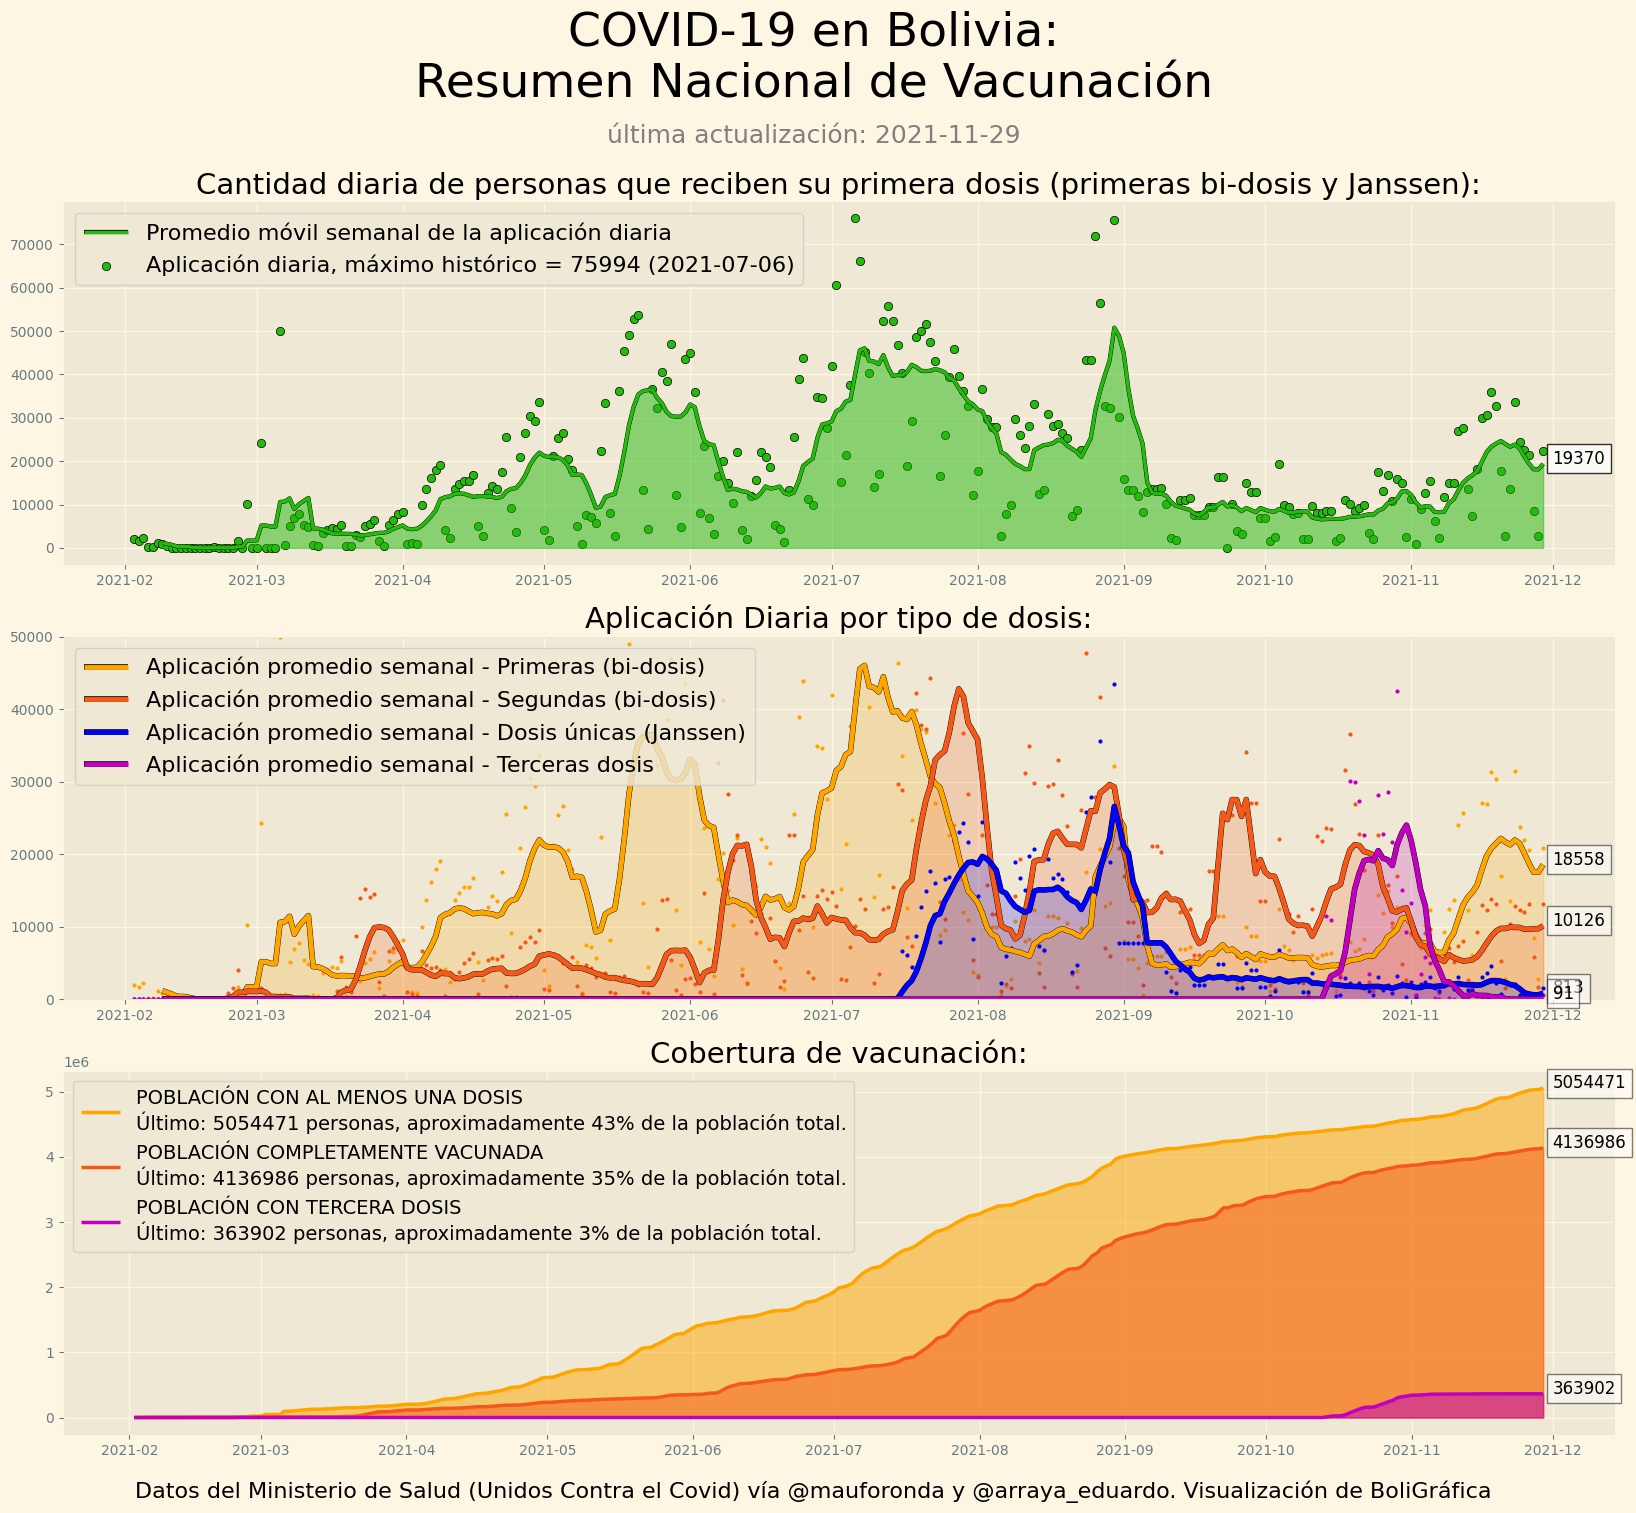 COVID-19 en Bolivia:
Resumen Nacional de Vacunación
última actualización: 2021-11-29
Cantidad diaria de personas que reciben su primera dosis (primeras bi-dosis y Janssen):
Promedio móvil semanal de la aplicación diaria
Aplicación diaria, máximo histórico = 75994 (2021-07-06)
70000
60000
50000
40000
30000
20000
10000
0
19370
2021-02 2021-03 2021-04 2021-05 2021-06 2021-07 2021-08 2021-09 2021-10 2021-11 2021-12
Aplicación Diaria por tipo de dosis:
Aplicación promedio semanal - Primeras (bi-dosis)
Aplicación promedio semanal - Segundas (bi-dosis)
Aplicación promedio semanal - Dosis únicas (Janssen)
Aplicación promedio semanal - Terceras dosis
50000
40000
30000
20000
10000
0
18558
10126
813
91
2021-02 2021-03 2021-04 2021-05 2021-06 2021-07 2021-08 2021-09 2021-10 2021-11 2021-12
Cobertura de vacunación:
1e6
POBLACIÓN CON AL MENOS UNA DOSIS
Último: 5054471 personas, aproximadamente 43% de la población total.
POBLACIÓN COMPLETAMENTE VACUNADA
Último: 4136986 personas, aproximadamente 35% de la población total.
POBLACIÓN CON TERCERA DOSIS
Último: 363902 personas, aproximadamente 3% de la población total.
5
4
3
2
1
0
5054471
4136986
363902
2021-02 2021-03 2021-04 2021-05 2021-06 2021-07 2021-08 2021-09 2021-10 2021-11 2021-12
Datos del Ministerio de Salud (Unidos Contra el Covid) vía @mauforonda y @arraya_eduardo. Visualización de BoliGráfica